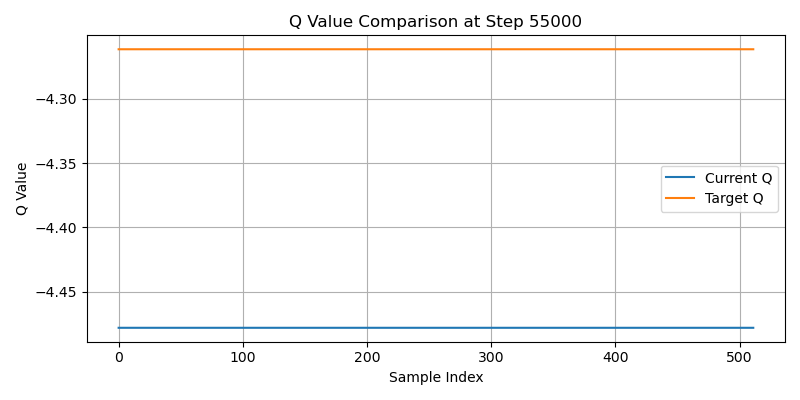 Q Value Comparison at Step 55000
Q Value
−4.30
−4.35
−4.40
−4.45
Current Q
Target Q
0 100 200 300 400 500
Sample Index